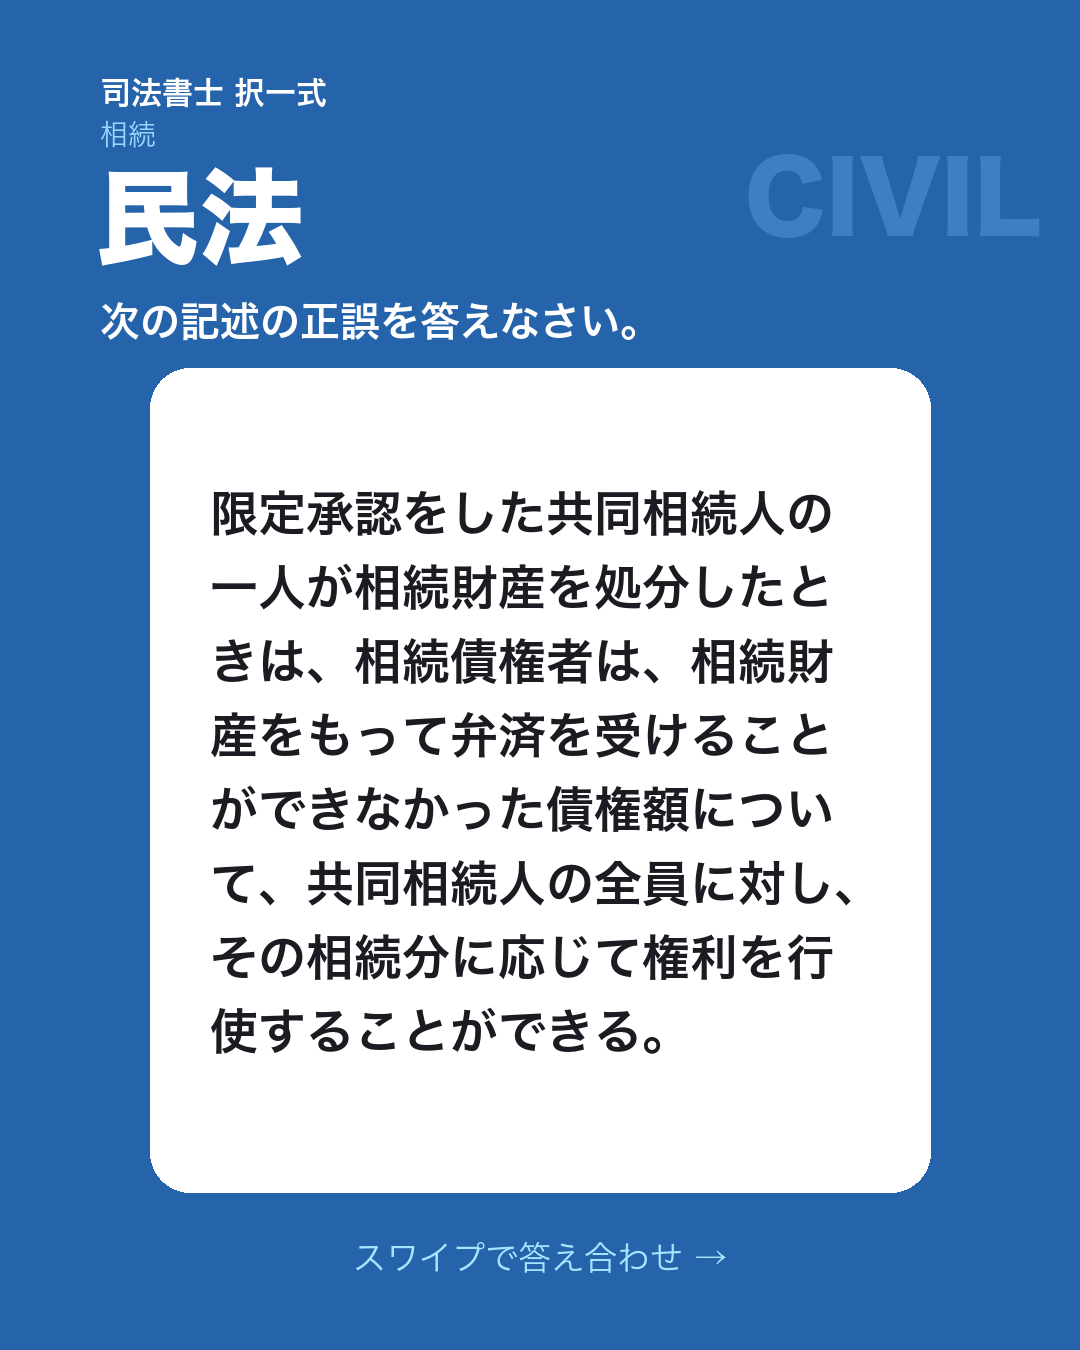 司法書士 択一式
相続
民法
CIVIL
次の記述の正誤を答えなさい。
限定承認をした共同相続人の
一人が相続財産を処分したと
きは、相続債権者は、相続財
産をもって弁済を受けること
ができなかった債権額につい
て、共同相続人の全員に対し、
その相続分に応じて権利を行
使することができる。
スワイプで答え合わせ →